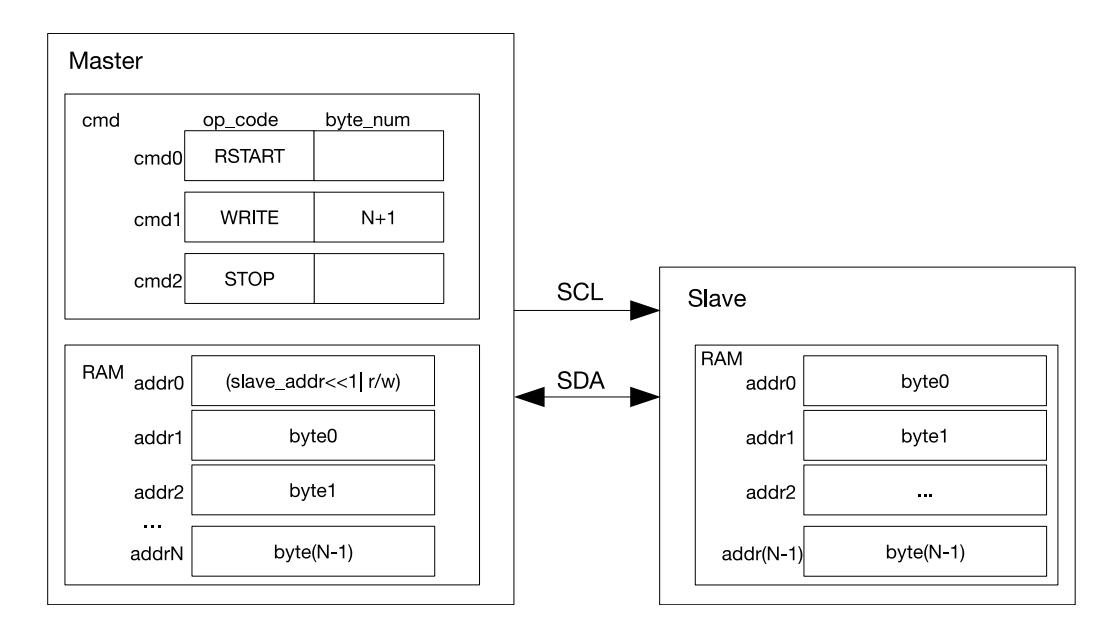 Master
cmd op_code byte_num
cmd0 RSTART
cmd1 WRITE N+1
cmd2 STOP
RAM addr0 (slave_addr<<1| r/w)
addr1 byte0
addr2 byte1
...
addrN byte(N-1)
SCL
SDA
Slave
RAM
addr0 byte0
addr1 byte1
addr2 ...
addr(N-1) byte(N-1)